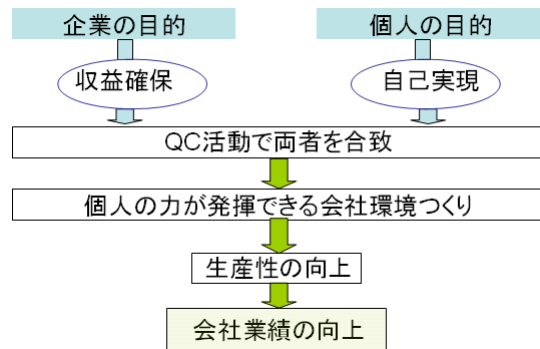 企業の目的
個人の目的
収益確保
自己実現
QC活動で両者を合致
個人の力が発揮できる会社環境つくり
生産性の向上
会社業績の向上